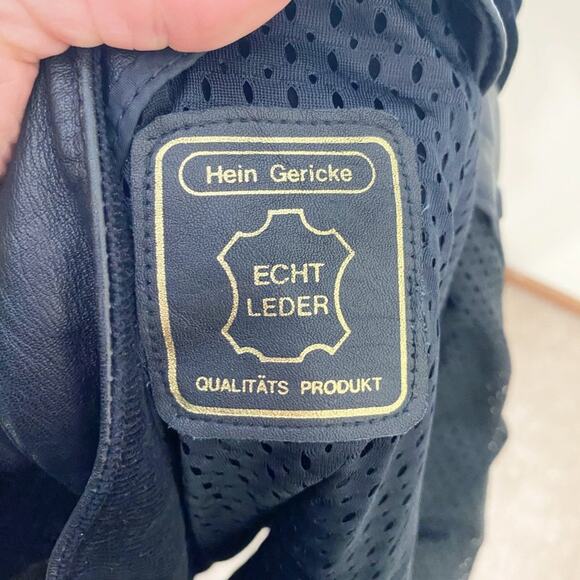 Hein Gericke
ECHT
LEDER
QUALITÄTS PRODUKT